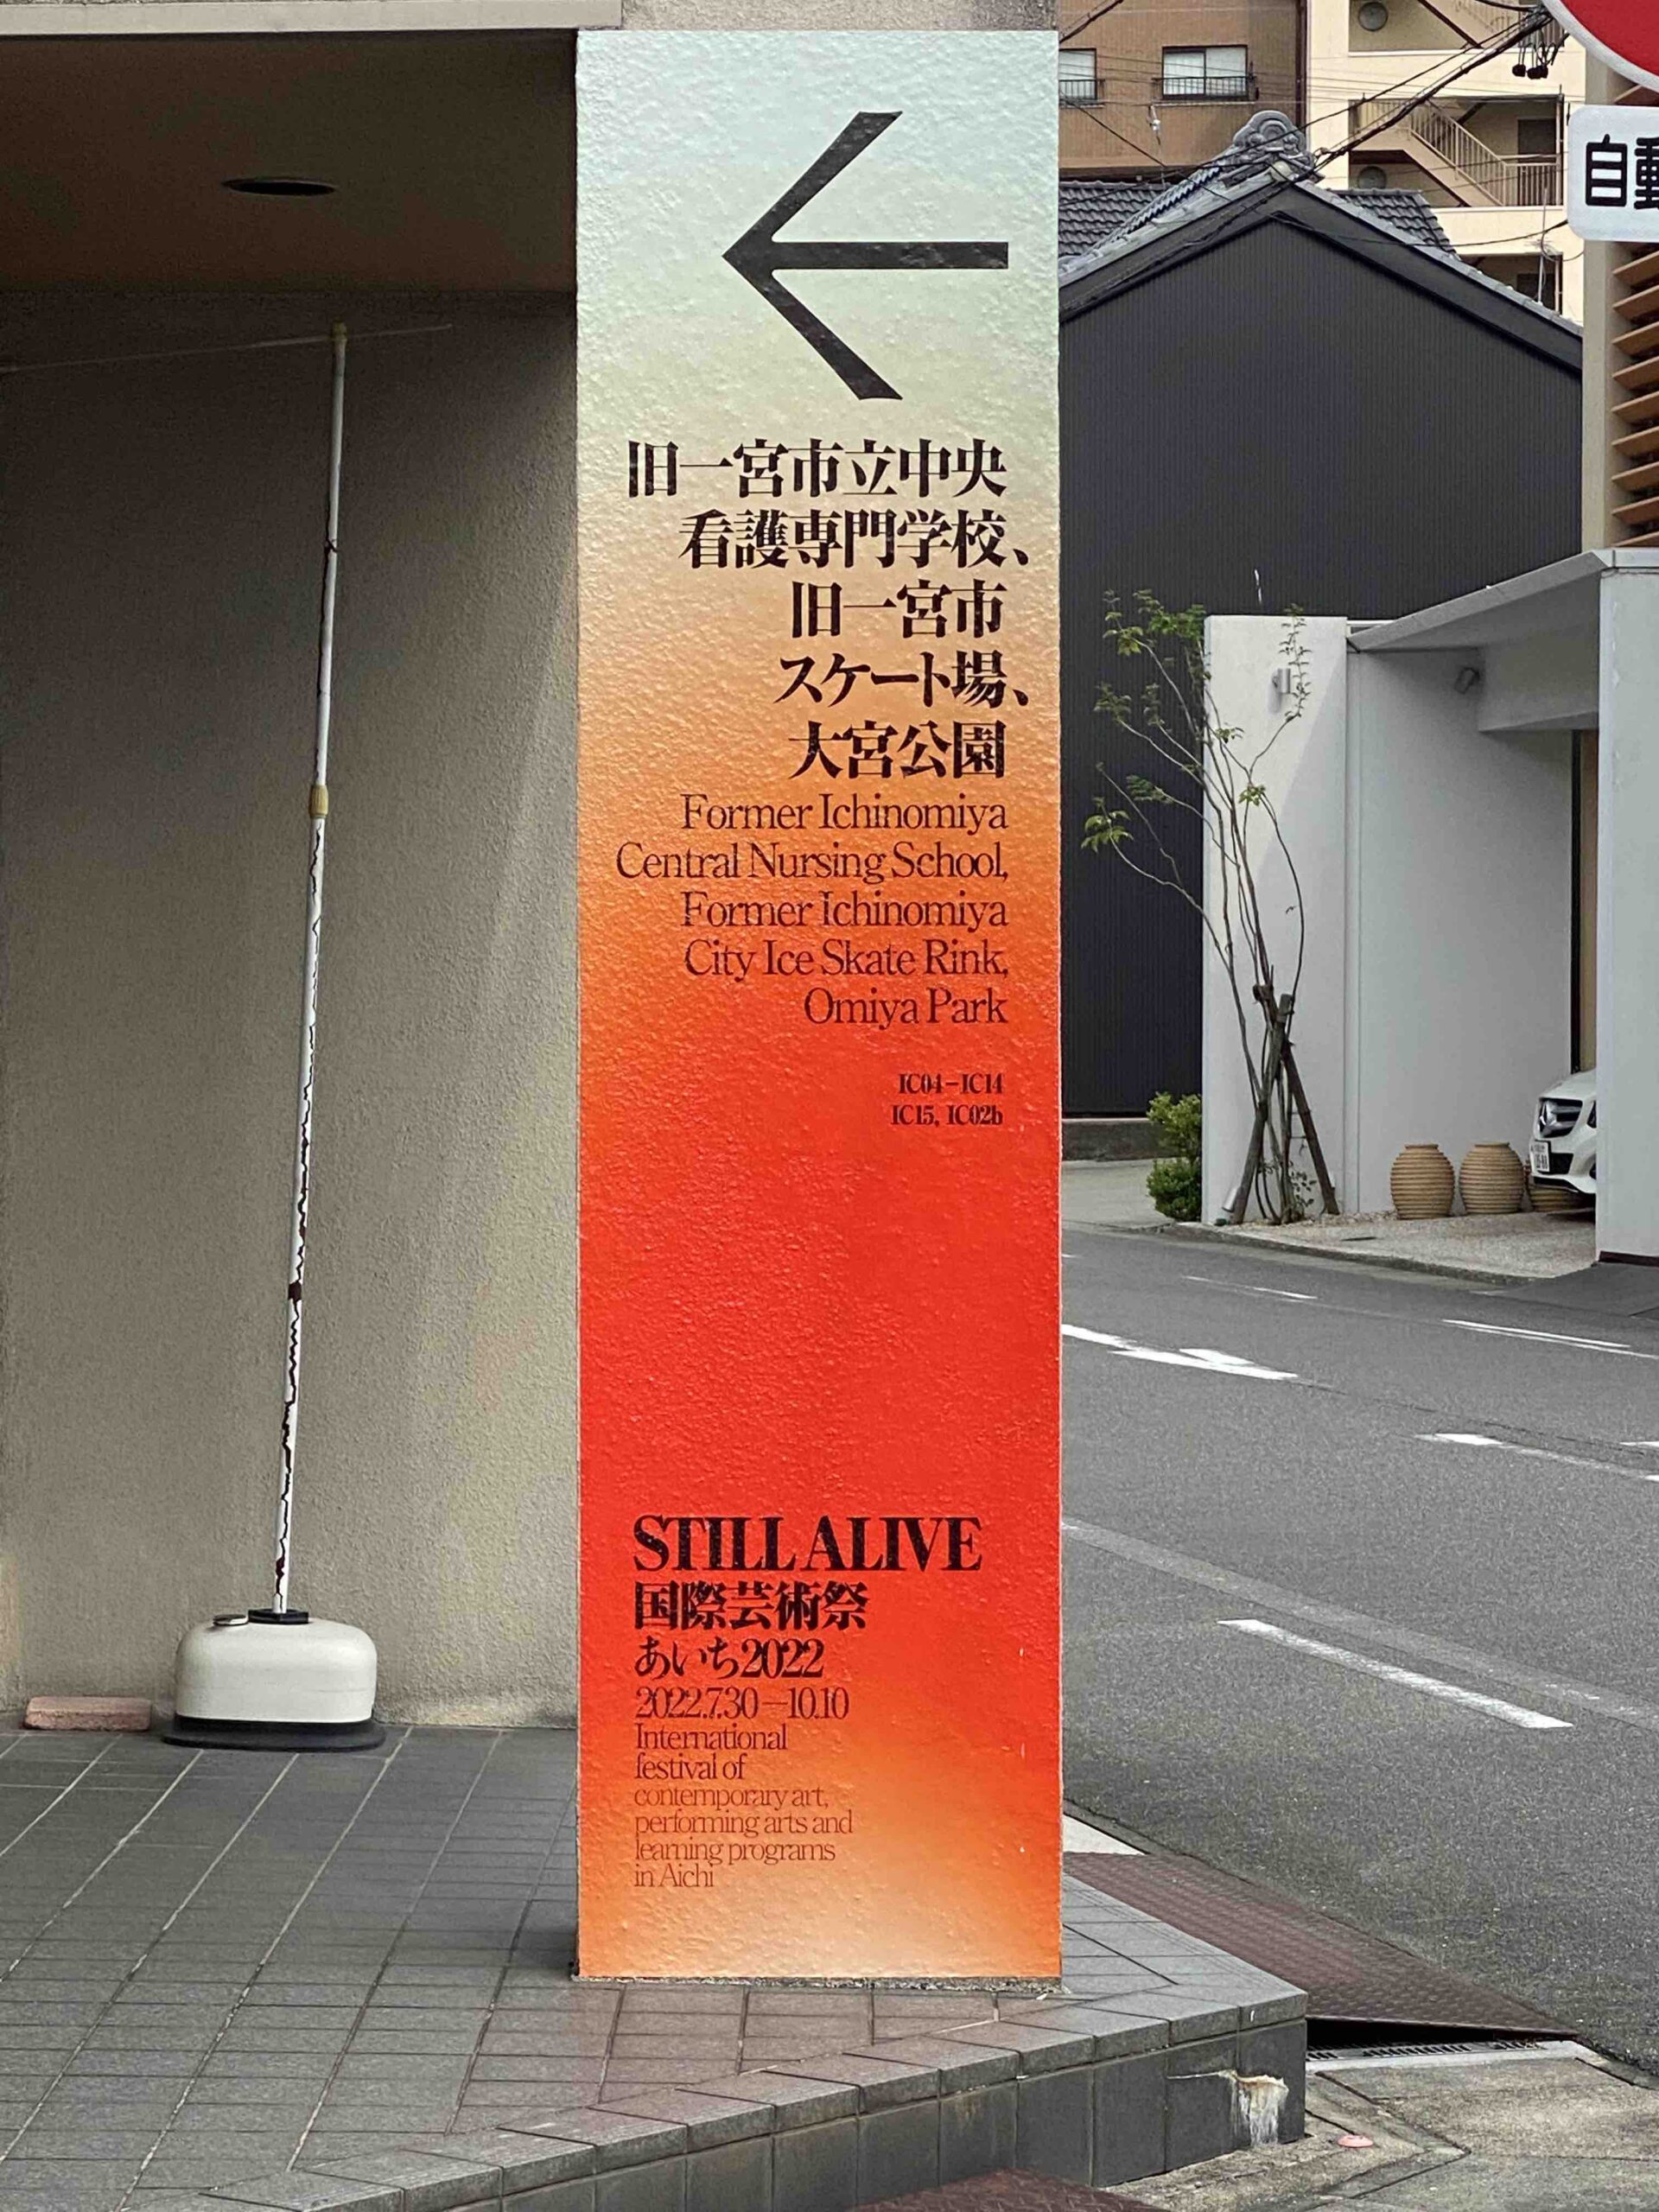 旧一宮市立中央
看護専門学校、
旧一宮市
スケート場、
大宮公園
Former Ichinomiya
Central Nursing School,
Former Ichinomiya
City Ice Skate Rink,
Omiya Park
IC04–IC14
IC15, IC02b
STILL ALIVE
国際芸術祭
あいち2022
2022.7.30–10.10
International
festival of
contemporary art,
performing arts and
learning programs
in Aichi
自動